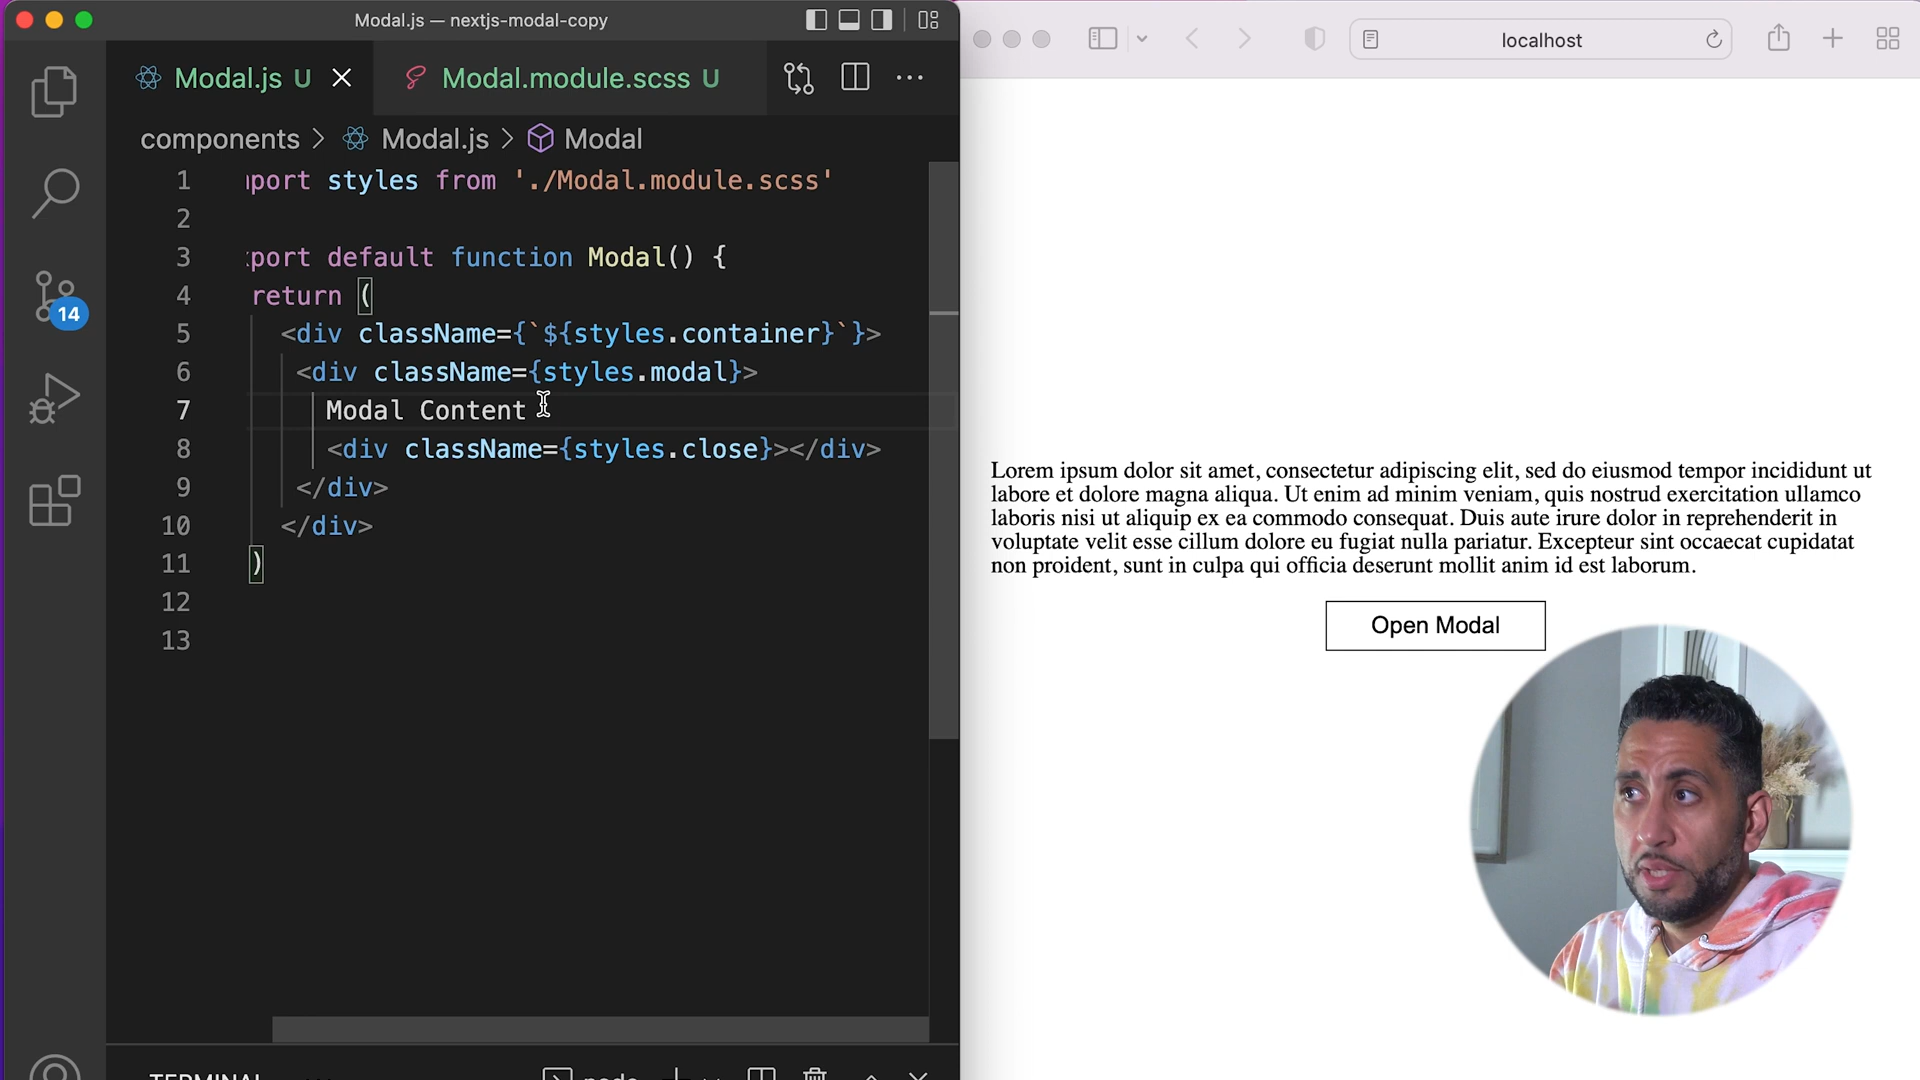 Modal.js — nextjs-modal-copy
localhost
Modal.js U
Modal.module.scss U
components > Modal.js > Modal
1 port styles from './Modal.module.scss'
2
3 port default function Modal() {
4 return (
5 <div className={`${styles.container}`}>
6 <div className={styles.modal}>
7 Modal Content
8 <div className={styles.close}></div>
9 </div>
10 </div>
11 )
12
13
14
Lorem ipsum dolor sit amet, consectetur adipiscing elit, sed do eiusmod tempor incididunt ut
labore et dolore magna aliqua. Ut enim ad minim veniam, quis nostrud exercitation ullamco
laboris nisi ut aliquip ex ea commodo consequat. Duis aute irure dolor in reprehenderit in
voluptate velit esse cillum dolore eu fugiat nulla pariatur. Excepteur sint occaecat cupidatat
non proident, sunt in culpa qui officia deserunt mollit anim id est laborum.
Open Modal
TERMINAL
node